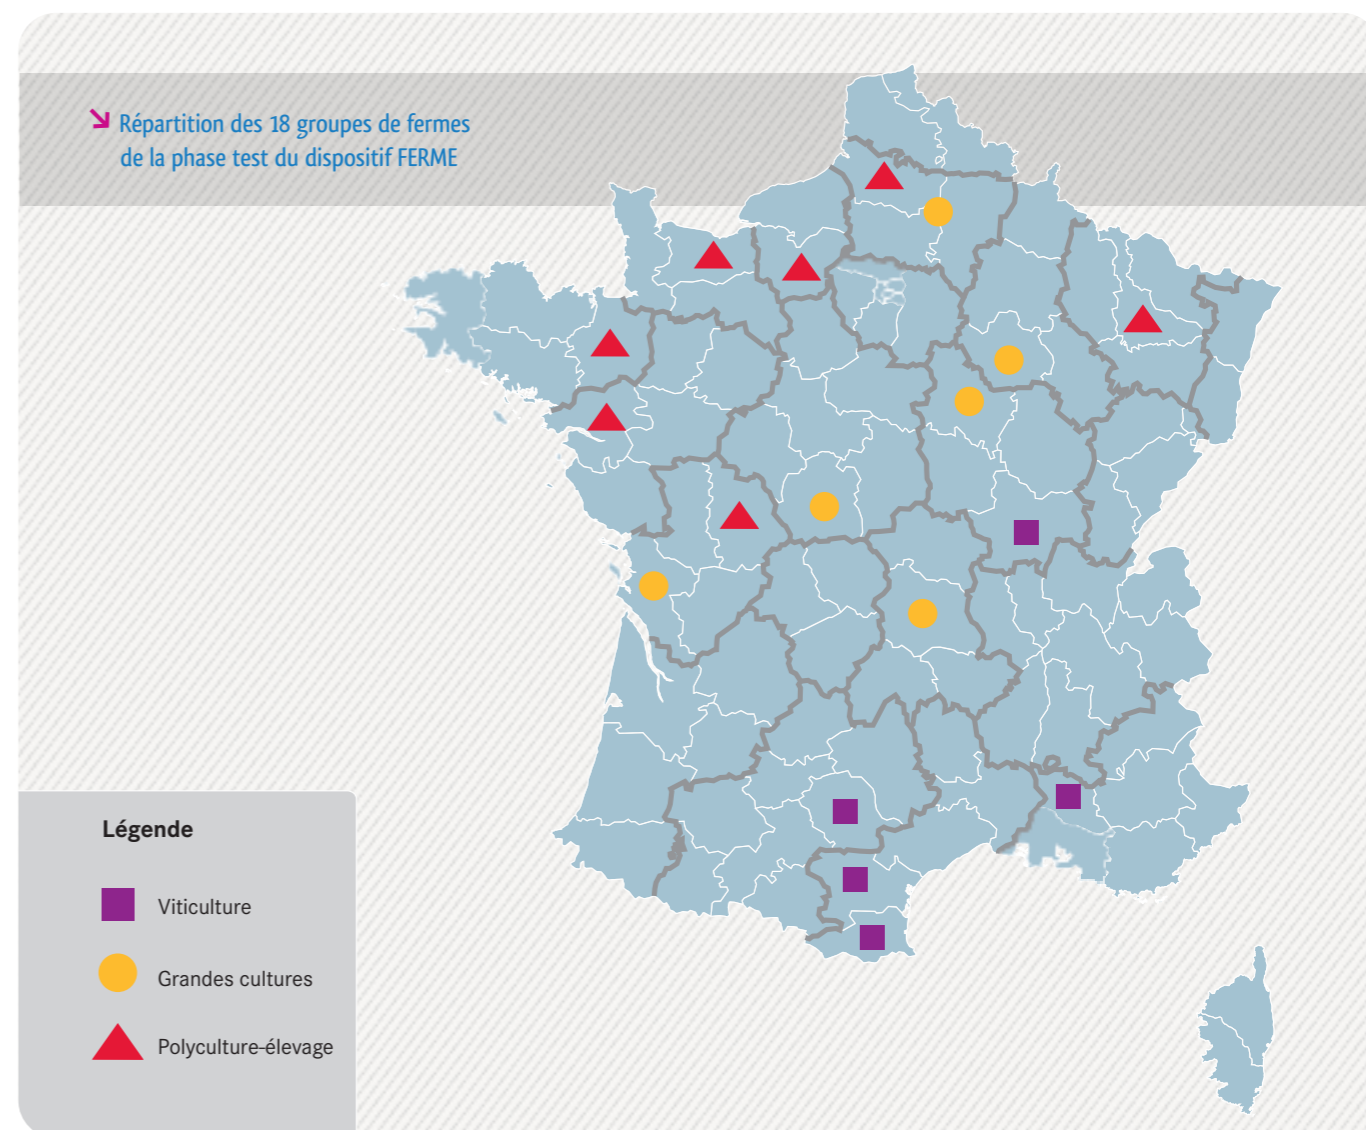 Répartition des 18 groupes de fermes
de la phase test du dispositif FERME
Légende
Viticulture
Grandes cultures
Polyculture-élevage